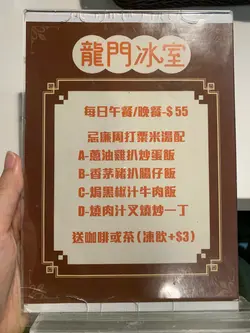 龍門冰室
每日午餐/晚餐-$55
忌廉周打粟米湯配
A-蔥油雞扒炒蛋飯
B-香茅豬扒腸仔飯
C-焗黑椒汁牛肉飯
D-燒肉汁叉燒炒一丁
送咖啡或茶(凍飲+$3)